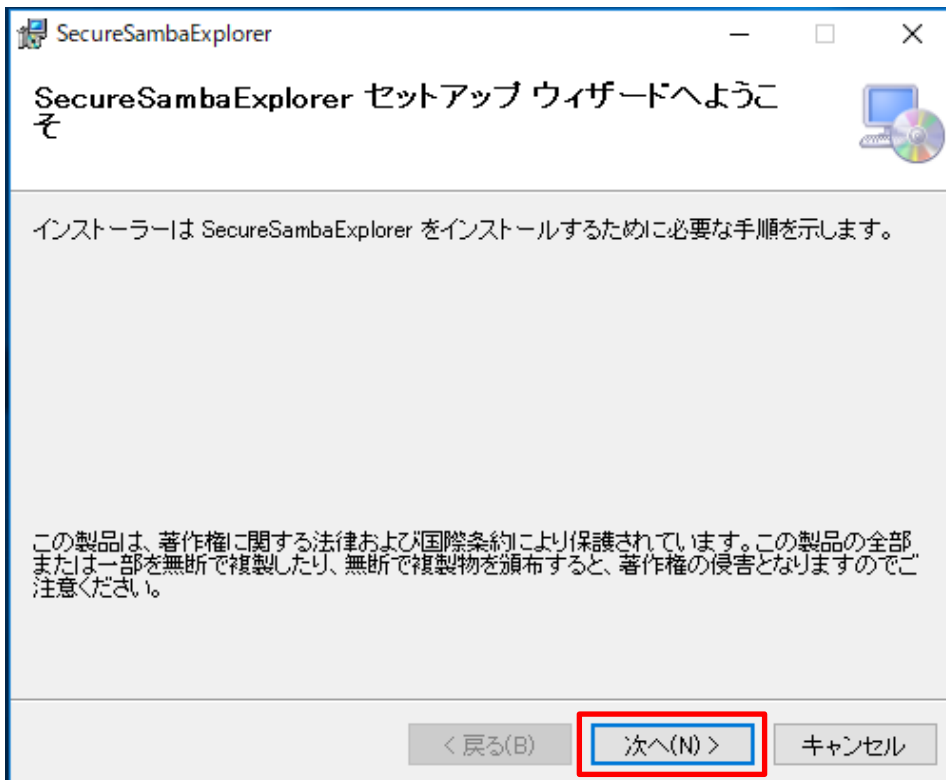 SecureSambaExplorer
SecureSambaExplorer セットアップ ウィザードへようこ
そ
インストーラーは SecureSambaExplorer をインストールするために必要な手順を示します。
この製品は、著作権に関する法律および国際条約により保護されています。この製品の全部
または一部を無断で複製したり、無断で複製物を頒布すると、著作権の侵害となりますのでご
注意ください。
< 戻る(B)
次へ(N) >
キャンセル